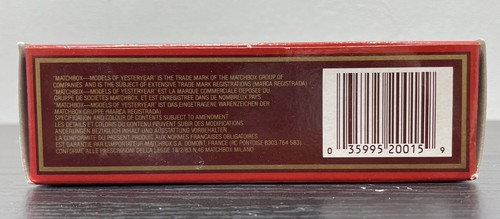 "MATCHBOX—MODELS OF YESTERYEAR" IS THE TRADE MARK OF THE MATCHBOX GROUP OF
COMPANIES AND IS THE SUBJECT OF EXTENSIVE TRADE MARK REGISTRATIONS (MARCA REGISTRADA)
"MATCHBOX—MODELS OF YESTERYEAR" EST LA MARQUE COMMERCIALE DEPOSEE DU
GRUPPE DE SOCIETES MATCHBOX, ET EST ENREGISTREE DANS DE NOMBREUX PAYS
"MATCHBOX—MODELS OF YESTERYEAR" IST DAS EINGETRAGENE WARENZEICHEN DER
MATCHBOX GRUPPE (MARCA REGISTRADA)
SPECIFICATION AND COLOUR OF CONTENTS SUBJECT TO AMENDMENT
LES DETAILS ET COLORIS DU CONTENU PEUVENT SUBIR DES MODIFICATIONS
ANDERUNGEN BEZUGLICH INHALT UND AUSSTATTUNG VORBEHALTEN
LA CONFORMITE DU PRESENT PRODUIT AUX NORMES FRANCAISES OBLIGATOIRES
EST GARANTIE PAR L'IMPORTATEUR MATCHBOX S.A. DOMONT, FRANCE (RC PONTOISE B303 764 583)
CONFORME ALLE PRESCRIZIONI DELLA LEGGE 18/2/83 N.46 MATCHBOX MILANO
0 35995 20015 9